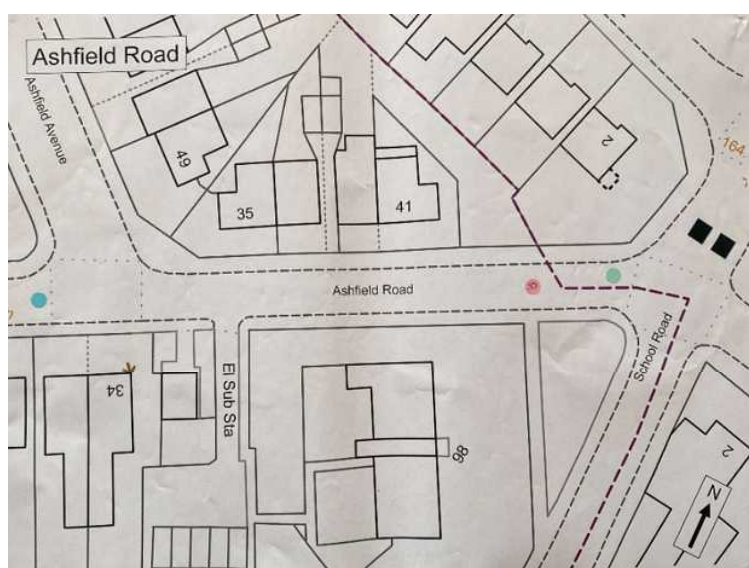 Ashfield Road
Ashfield Avenue
49
35
41
2
164
Ashfield Road
School Road
34
El Sub Sta
98
2
N